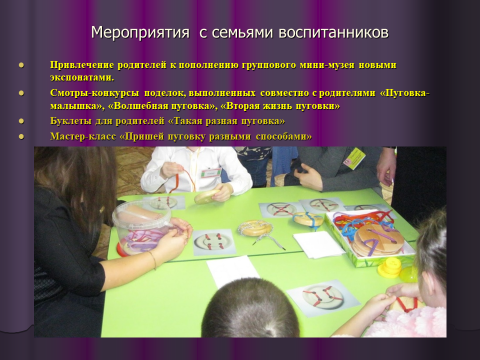 Мероприятия с семьями воспитанников
Привлечение родителей к пополнению группового мини-музея новыми
экспонатами.
Смотры-конкурсы поделок, выполненных совместно с родителями «Пуговка-
малышка», «Волшебная пуговка», «Вторая жизнь пуговки»
Буклеты для родителей «Такая разная пуговка»
Мастер-класс «Пришей пуговку разными способами»